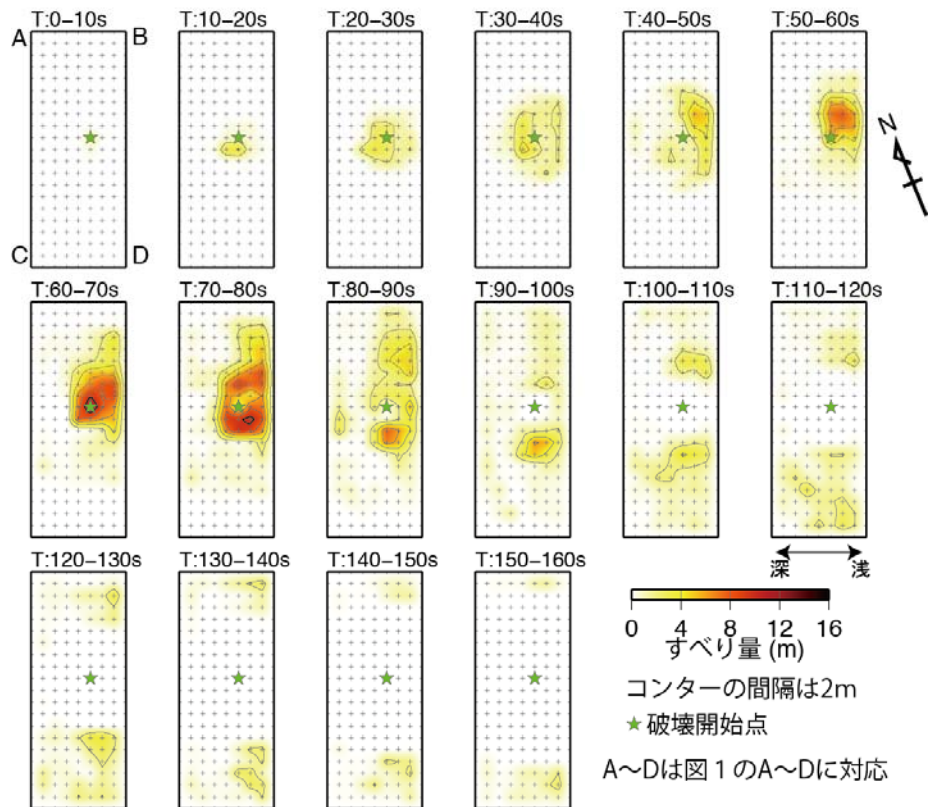 T:0–10s
T:10–20s
T:20–30s
T:30–40s
T:40–50s
T:50–60s
A
B
N
C
D
T:60–70s
T:70–80s
T:80–90s
T:90–100s
T:100–110s
T:110–120s
深 浅
T:120–130s
T:130–140s
T:140–150s
T:150–160s
0 4 8 12 16
すべり量 (m)
コンターの間隔は2m
破壊開始点
A〜Dは図1のA〜Dに対応